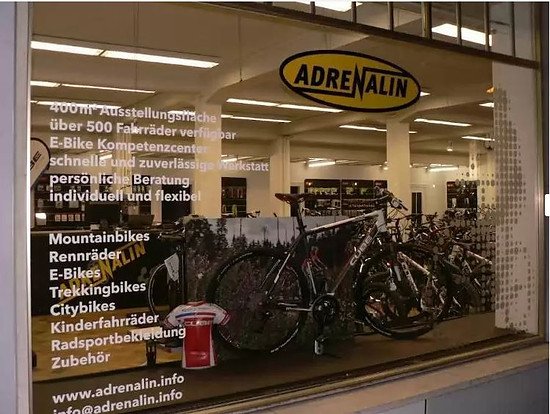 ADRENALIN
400m² Ausstellungsfläche
über 500 Fahrräder verfügbar
E-Bike Kompetenzcenter
schnelle und zuverlässige Werkstatt
persönliche Beratung
individuell und flexibel
Mountainbikes
Rennräder
E-Bikes
Trekkingbikes
Citybikes
Kinderfahrräder
Radsportbekleidung
Zubehör
www.adrenalin.info
info@adrenalin.info
ADRENALIN